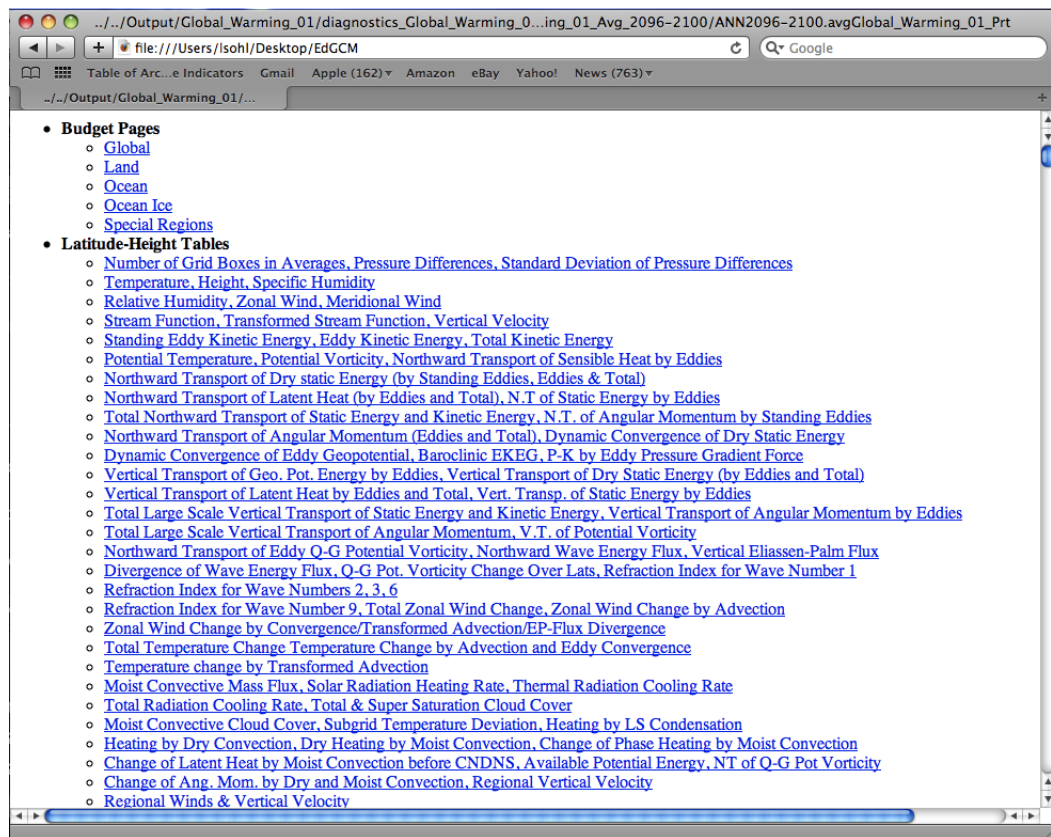 ../../Output/Global_Warming_01/diagnostics_Global_Warming_0...ing_01_Avg_2096-2100/ANN2096-2100.avgGlobal_Warming_01_Prt
file:///Users/lsohl/Desktop/EdGCM
Google
Table of Arc...e Indicators Gmail Apple (162) Amazon eBay Yahoo! News (763)
../../Output/Global_Warming_01/...
Budget Pages
Global
Land
Ocean
Ocean Ice
Special Regions
Latitude-Height Tables
Number of Grid Boxes in Averages, Pressure Differences, Standard Deviation of Pressure Differences
Temperature, Height, Specific Humidity
Relative Humidity, Zonal Wind, Meridional Wind
Stream Function, Transformed Stream Function, Vertical Velocity
Standing Eddy Kinetic Energy, Eddy Kinetic Energy, Total Kinetic Energy
Potential Temperature, Potential Vorticity, Northward Transport of Sensible Heat by Eddies
Northward Transport of Dry static Energy (by Standing Eddies, Eddies & Total)
Northward Transport of Latent Heat (by Eddies and Total), N.T of Static Energy by Eddies
Total Northward Transport of Static Energy and Kinetic Energy, N.T. of Angular Momentum by Standing Eddies
Northward Transport of Angular Momentum (Eddies and Total), Dynamic Convergence of Dry Static Energy
Dynamic Convergence of Eddy Geopotential, Baroclinic EKEG, P-K by Eddy Pressure Gradient Force
Vertical Transport of Geo. Pot. Energy by Eddies, Vertical Transport of Dry Static Energy (by Eddies and Total)
Vertical Transport of Latent Heat by Eddies and Total, Vert. Transp. of Static Energy by Eddies
Total Large Scale Vertical Transport of Static Energy and Kinetic Energy, Vertical Transport of Angular Momentum by Eddies
Total Large Scale Vertical Transport of Angular Momentum, V.T. of Potential Vorticity
Northward Transport of Eddy Q-G Potential Vorticity, Northward Wave Energy Flux, Vertical Eliassen-Palm Flux
Divergence of Wave Energy Flux, Q-G Pot. Vorticity Change Over Lats, Refraction Index for Wave Number 1
Refraction Index for Wave Numbers 2, 3, 6
Refraction Index for Wave Number 9, Total Zonal Wind Change, Zonal Wind Change by Advection
Zonal Wind Change by Convergence/Transformed Advection/EP-Flux Divergence
Total Temperature Change Temperature Change by Advection and Eddy Convergence
Temperature change by Transformed Advection
Moist Convective Mass Flux, Solar Radiation Heating Rate, Thermal Radiation Cooling Rate
Total Radiation Cooling Rate, Total & Super Saturation Cloud Cover
Moist Convective Cloud Cover, Subgrid Temperature Deviation, Heating by LS Condensation
Heating by Dry Convection, Dry Heating by Moist Convection, Change of Phase Heating by Moist Convection
Change of Latent Heat by Moist Convection before CNDNS, Available Potential Energy, NT of Q-G Pot Vorticity
Change of Ang. Mom. by Dry and Moist Convection, Regional Vertical Velocity
Regional Winds & Vertical Velocity